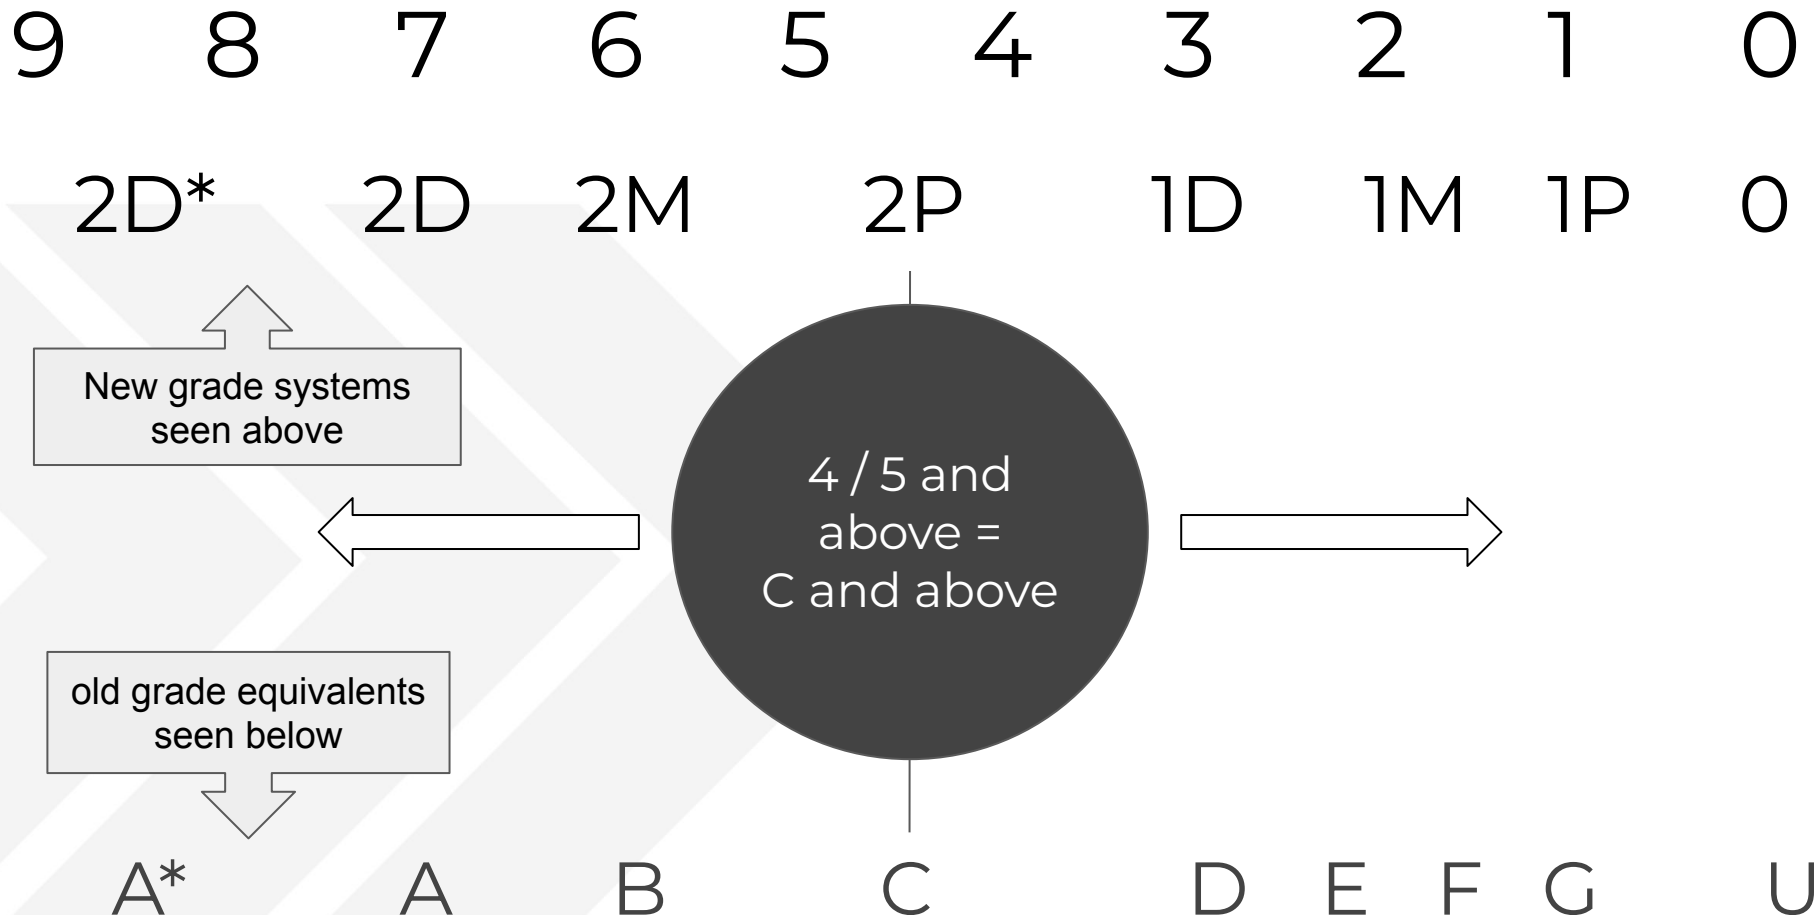 9 8 7 6 5 4 3 2 1 0
2D* 2D 2M 2P 1D 1M 1P 0
New grade systems
seen above
4 / 5 and
above =
C and above
old grade equivalents
seen below
A* A B C D E F G U